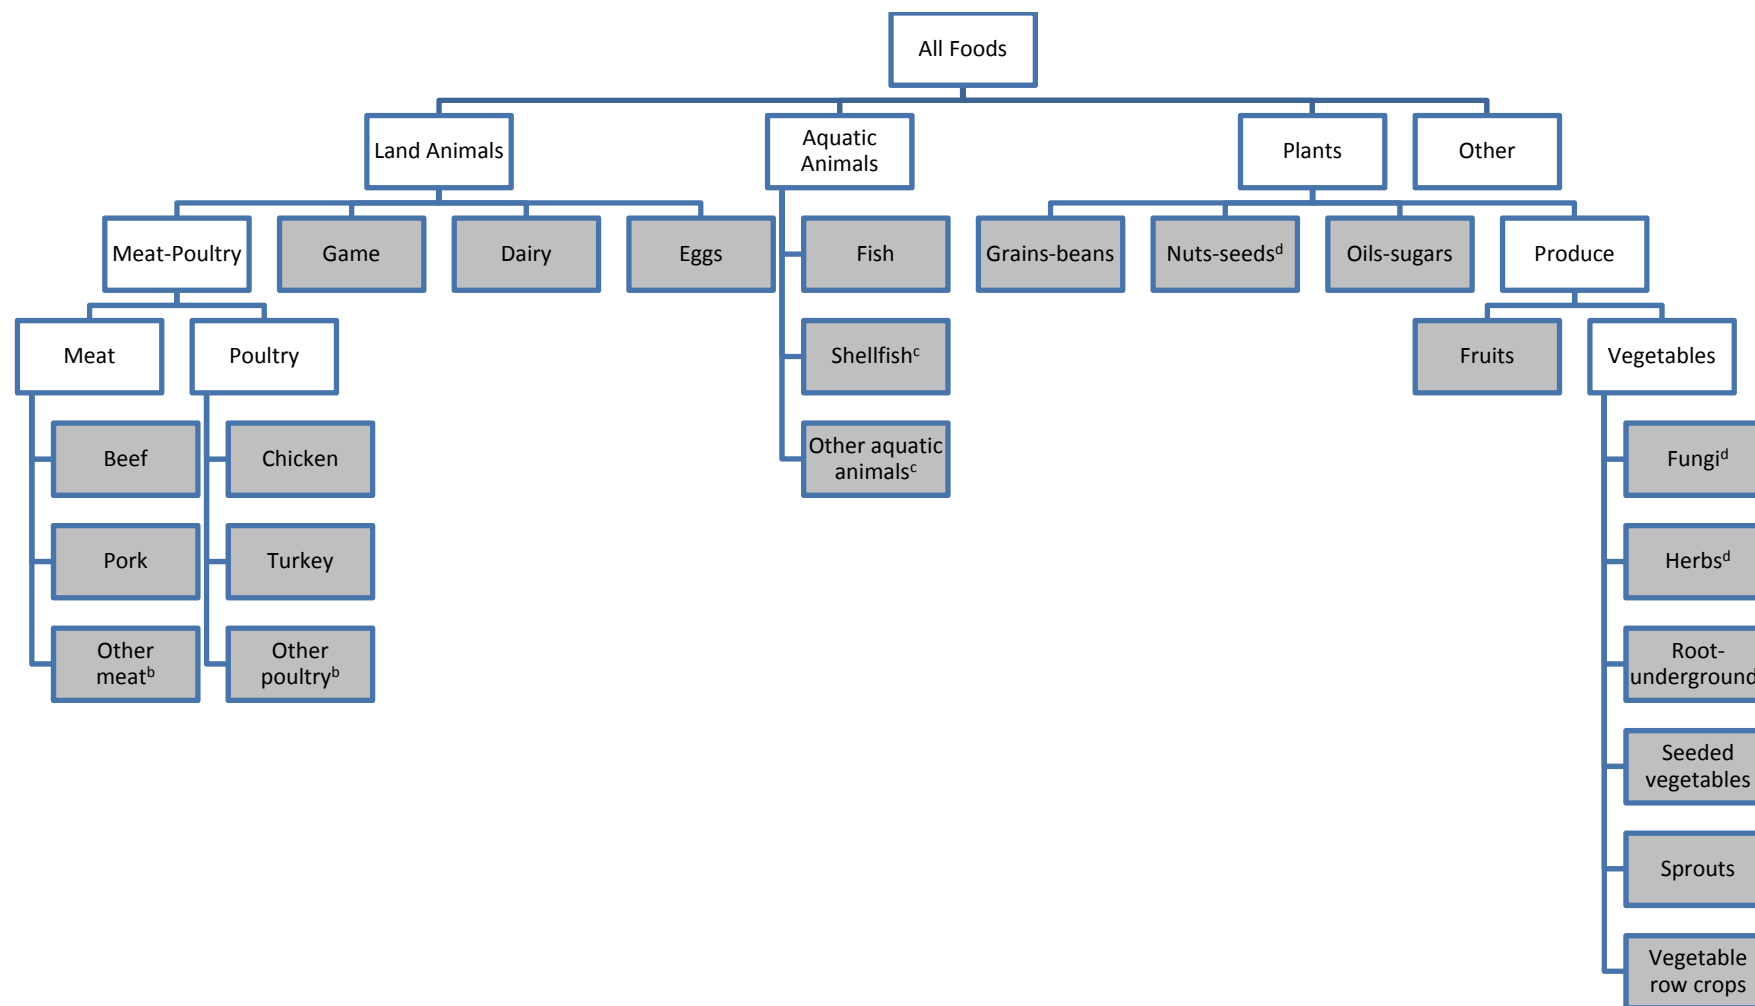 All Foods
Land Animals
Aquatic
Animals
Plants
Other
Meat-Poultry
Game
Dairy
Eggs
Fish
Grains-beans
Nuts-seedsᵈ
Oils-sugars
Produce
Meat
Poultry
Shellfishᶜ
Fruits
Vegetables
Beef
Chicken
Other aquatic
animalsᶜ
Fungiᵈ
Pork
Turkey
Herbsᵈ
Other
meatᵇ
Other
poultryᵇ
Root-
underground
Seeded
vegetables
Sprouts
Vegetable
row crops